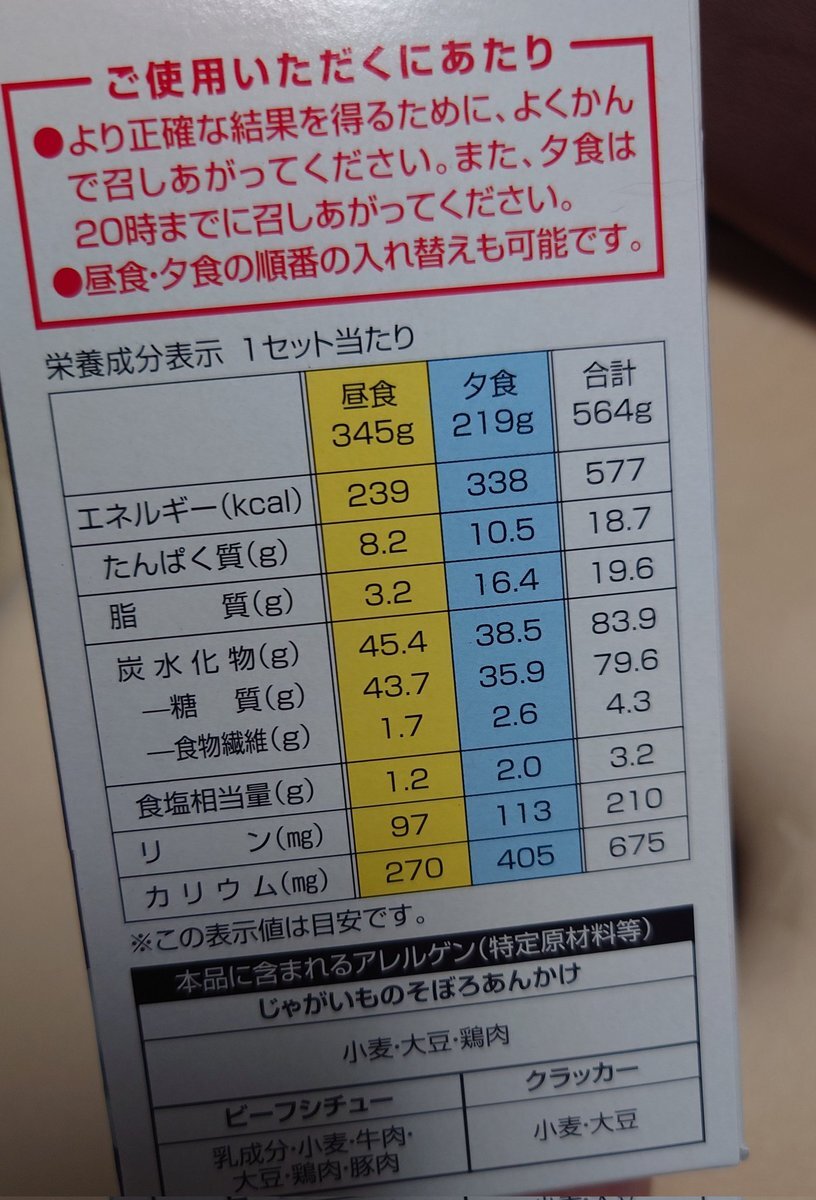 ご使用いただくにあたり
●より正確な結果を得るために、よくかん
で召しあがってください。また、夕食は
20時までに召しあがってください。
●昼食・夕食の順番の入れ替えも可能です。
栄養成分表示 1セット当たり
昼食 夕食 合計
345g 219g 564g
エネルギー(kcal) 239 338 577
たんぱく質(g) 8.2 10.5 18.7
脂質(g) 3.2 16.4 19.6
炭水化物(g) 45.4 38.5 83.9
―糖質(g) 43.7 35.9 79.6
―食物繊維(g) 1.7 2.6 4.3
食塩相当量(g) 1.2 2.0 3.2
リン(mg) 97 113 210
カリウム(mg) 270 405 675
※この表示値は目安です。
本品に含まれるアレルゲン(特定原材料等)
じゃがいものそぼろあんかけ
小麦・大豆・鶏肉
ビーフシチュー クラッカー
乳成分・小麦・牛肉・ 小麦・大豆
大豆・鶏肉・豚肉